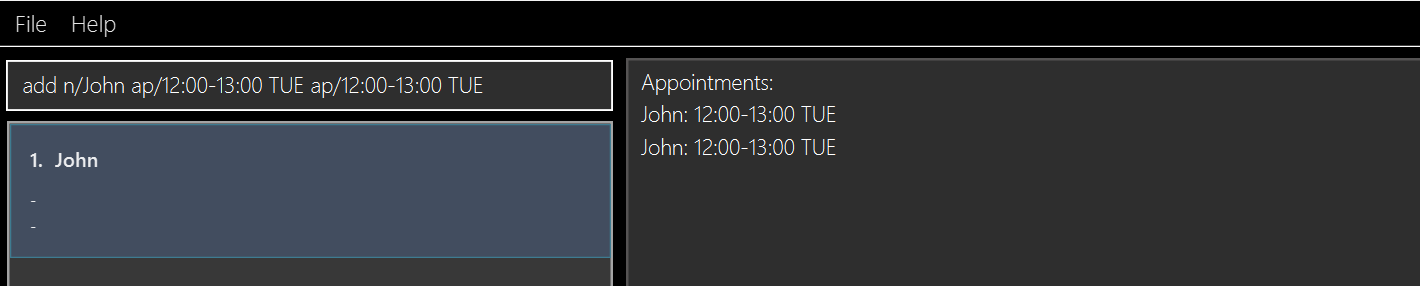 File Help
add n/John ap/12:00-13:00 TUE ap/12:00-13:00 TUE
1. John
-
-
Appointments:
John: 12:00-13:00 TUE
John: 12:00-13:00 TUE